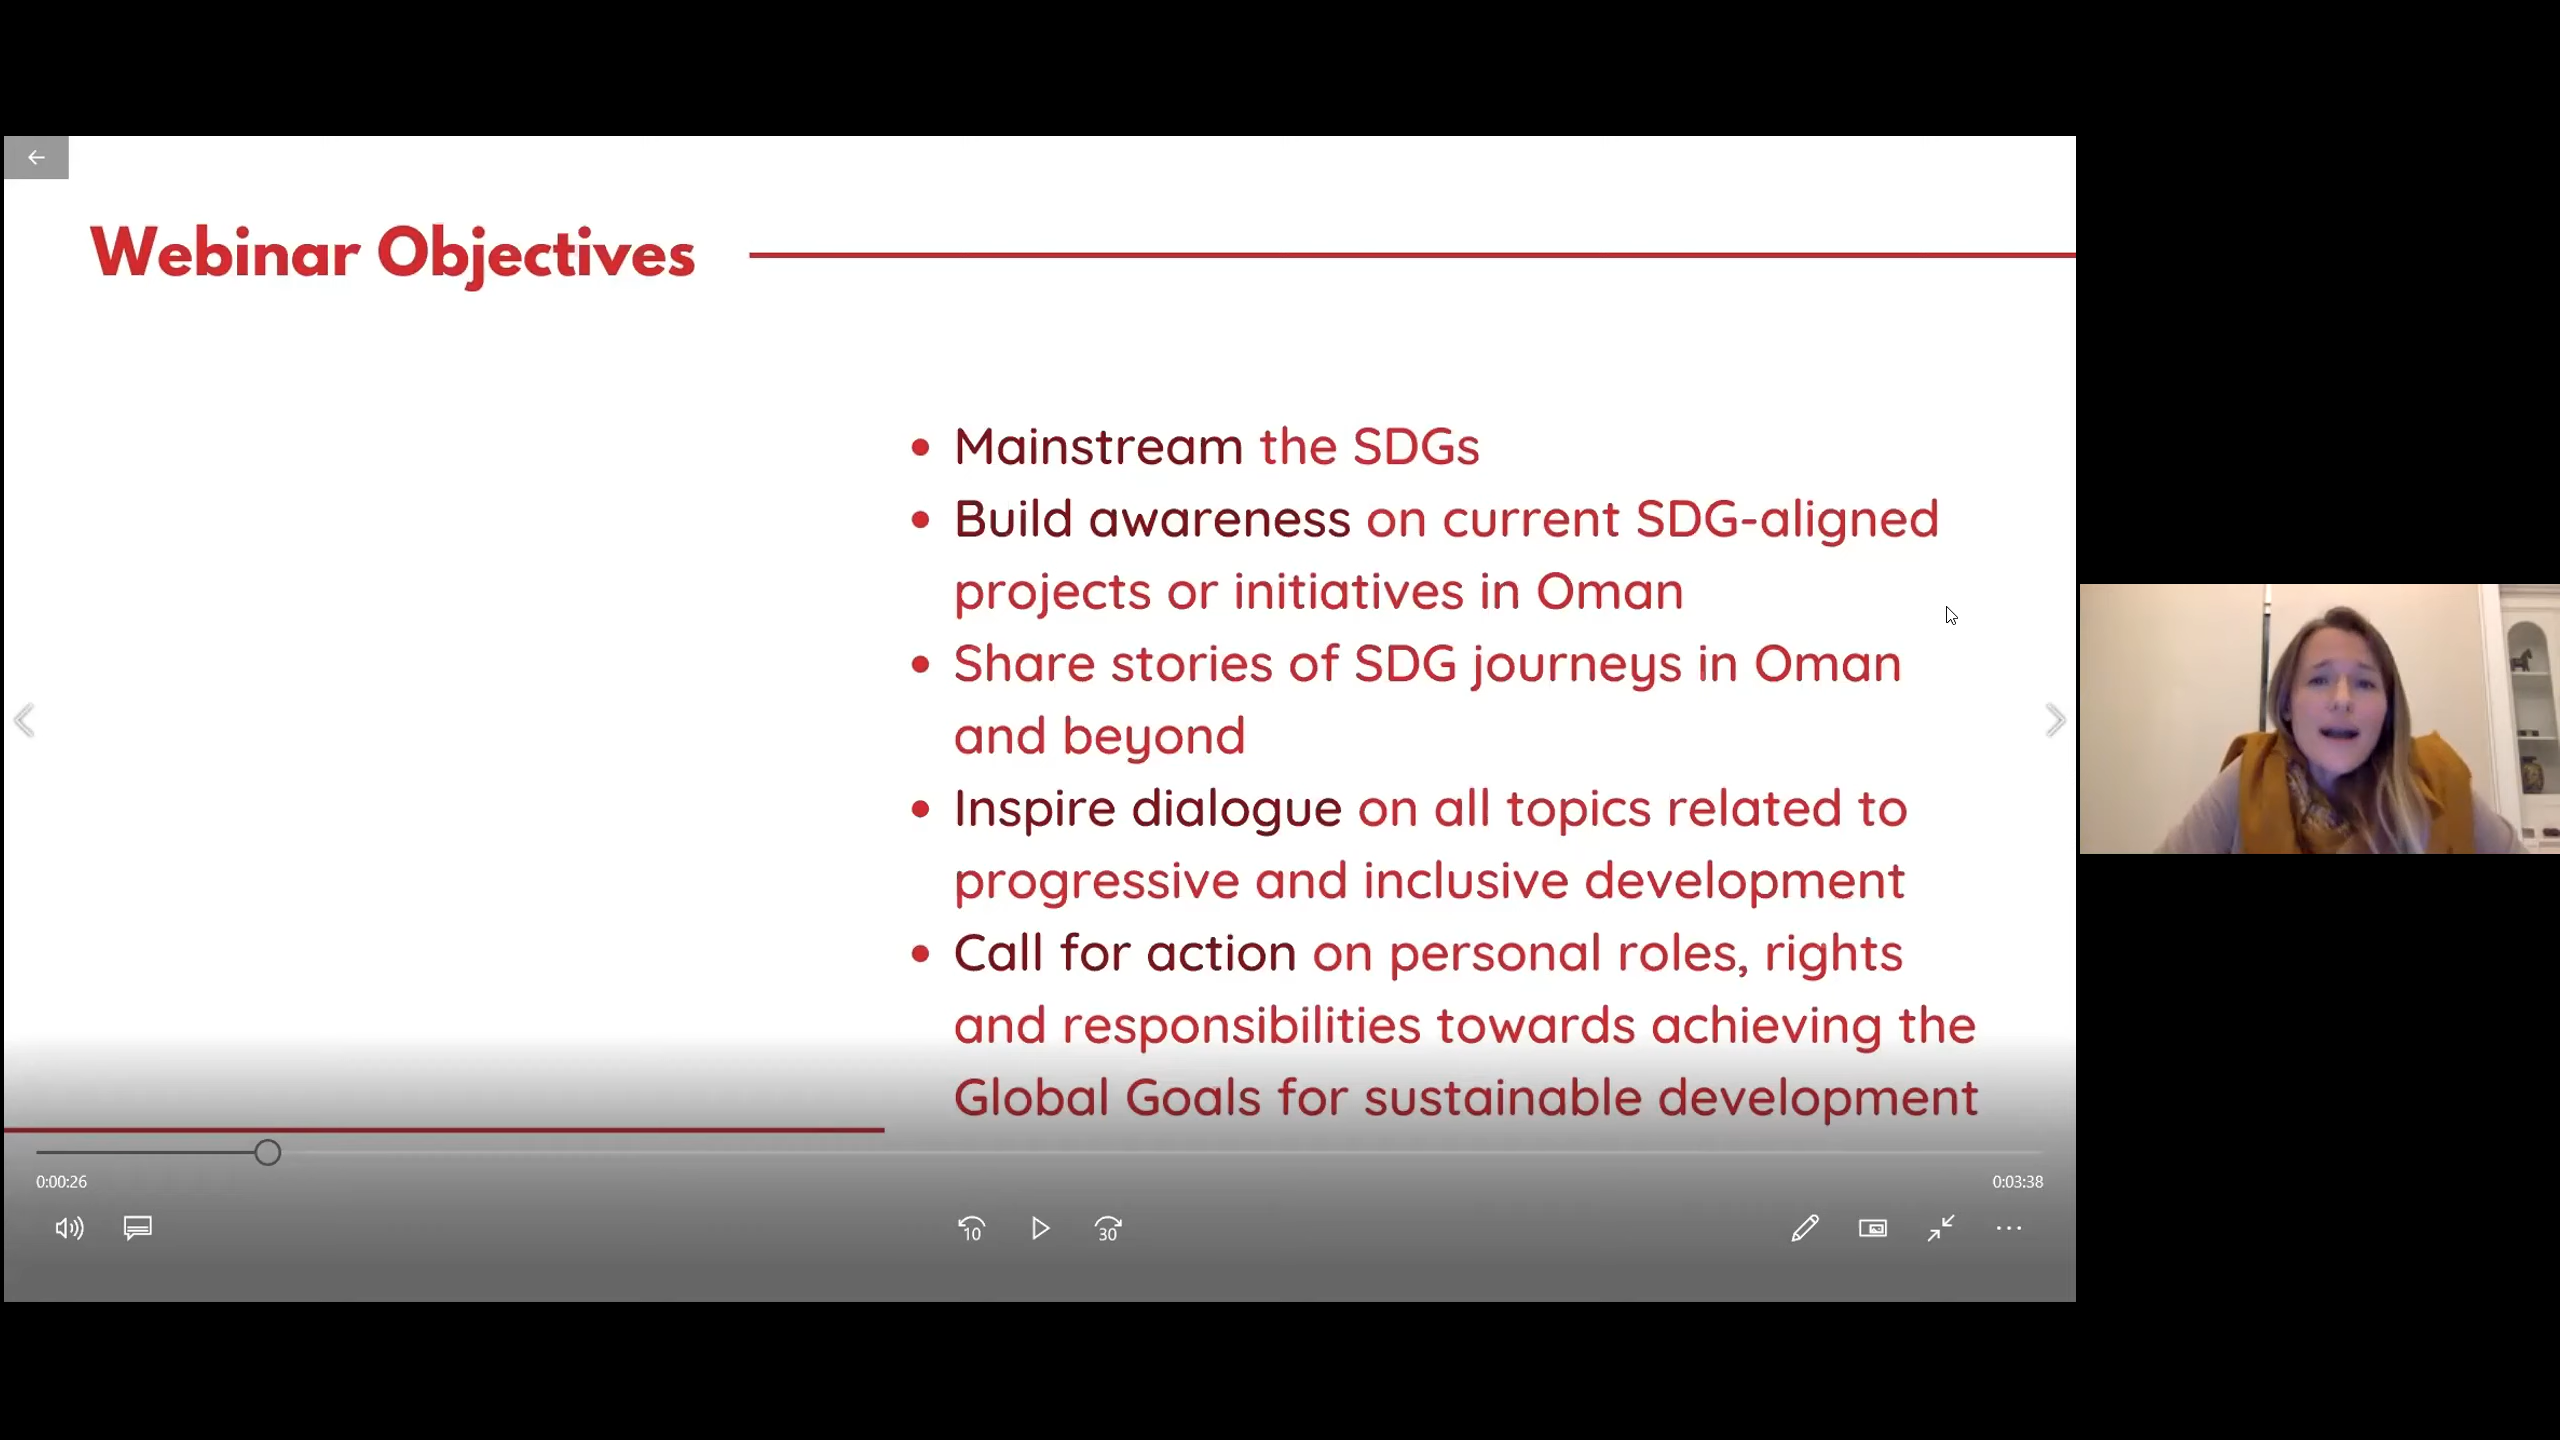 Webinar Objectives
• Mainstream the SDGs
• Build awareness on current SDG-aligned
projects or initiatives in Oman
• Share stories of SDG journeys in Oman
and beyond
• Inspire dialogue on all topics related to
progressive and inclusive development
• Call for action on personal roles, rights
and responsibilities towards achieving the
Global Goals for sustainable development
0:00:26
0:03:38
10
30